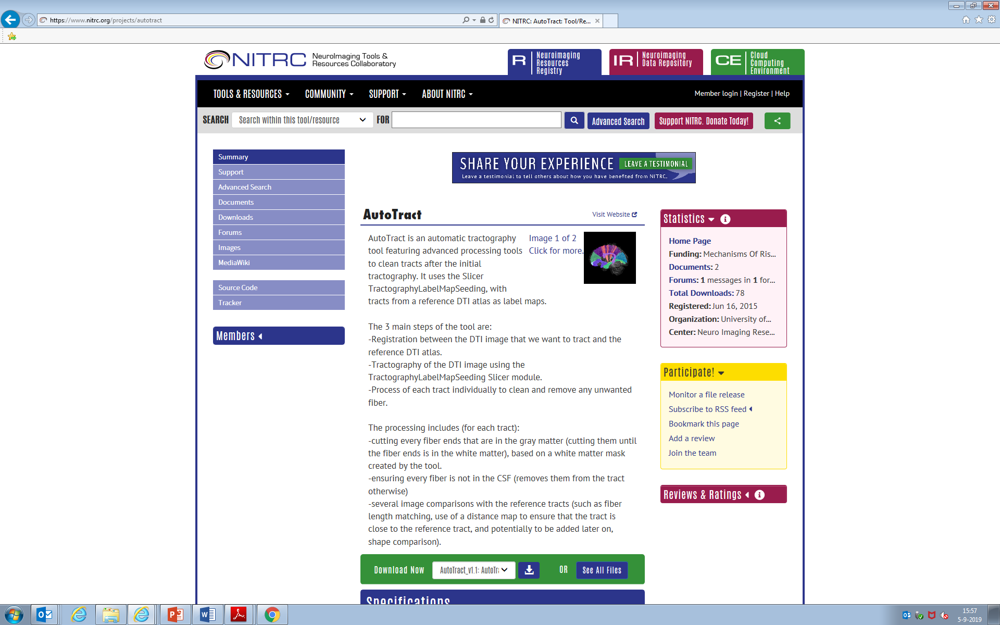 https://www.nitrc.org/projects/autotract
NITRC: AutoTract: Tool/Re...
NITRC
NeuroImaging Tools &
Resources Collaboratory
R
Neuroimaging
Resources
Registry
IR
Neuroimaging
Data Repository
CE
Cloud
Computing
Environment
TOOLS & RESOURCES
COMMUNITY
SUPPORT
ABOUT NITRC
Member login | Register | Help
SEARCH
Search within this tool/resource
FOR
Advanced Search
Support NITRC. Donate Today!
Summary
Support
Advanced Search
Documents
Downloads
Forums
Images
MediaWiki
Source Code
Tracker
Members
SHARE YOUR EXPERIENCE
LEAVE A TESTIMONIAL
Leave a testimonial to tell others about how you have benefited from NITRC.
AutoTract
Visit Website
AutoTract is an automatic tractography
tool featuring advanced processing tools
to clean tracts after the initial
tractography. It uses the Slicer
TractographyLabelMapSeeding, with
tracts from a reference DTI atlas as label maps.
Image 1 of 2
Click for more.
The 3 main steps of the tool are:
-Registration between the DTI image that we want to tract and the
reference DTI atlas.
-Tractography of the DTI image using the
TractographyLabelMapSeeding Slicer module.
-Process of each tract individually to clean and remove any unwanted
fiber.
The processing includes (for each tract):
-cutting every fiber ends that are in the gray matter (cutting them until
the fiber ends is in the white matter), based on a white matter mask
created by the tool.
-ensuring every fiber is not in the CSF (removes them from the tract
otherwise)
-several image comparisons with the reference tracts (such as fiber
length matching, use of a distance map to ensure that the tract is
close to the reference tract, and potentially to be added later on,
shape comparison).
Download Now
AutoTract_v1.1: AutoTra
OR
See All Files
Specifications
Statistics
Home Page
Funding: Mechanisms Of Ris...
Documents: 2
Forums: 1 messages in 1 for...
Total Downloads: 78
Registered: Jun 16, 2015
Organization: University of...
Center: Neuro Imaging Rese...
Participate!
Monitor a file release
Subscribe to RSS feed
Bookmark this page
Add a review
Join the team
Reviews & Ratings
15:57
5-9-2019